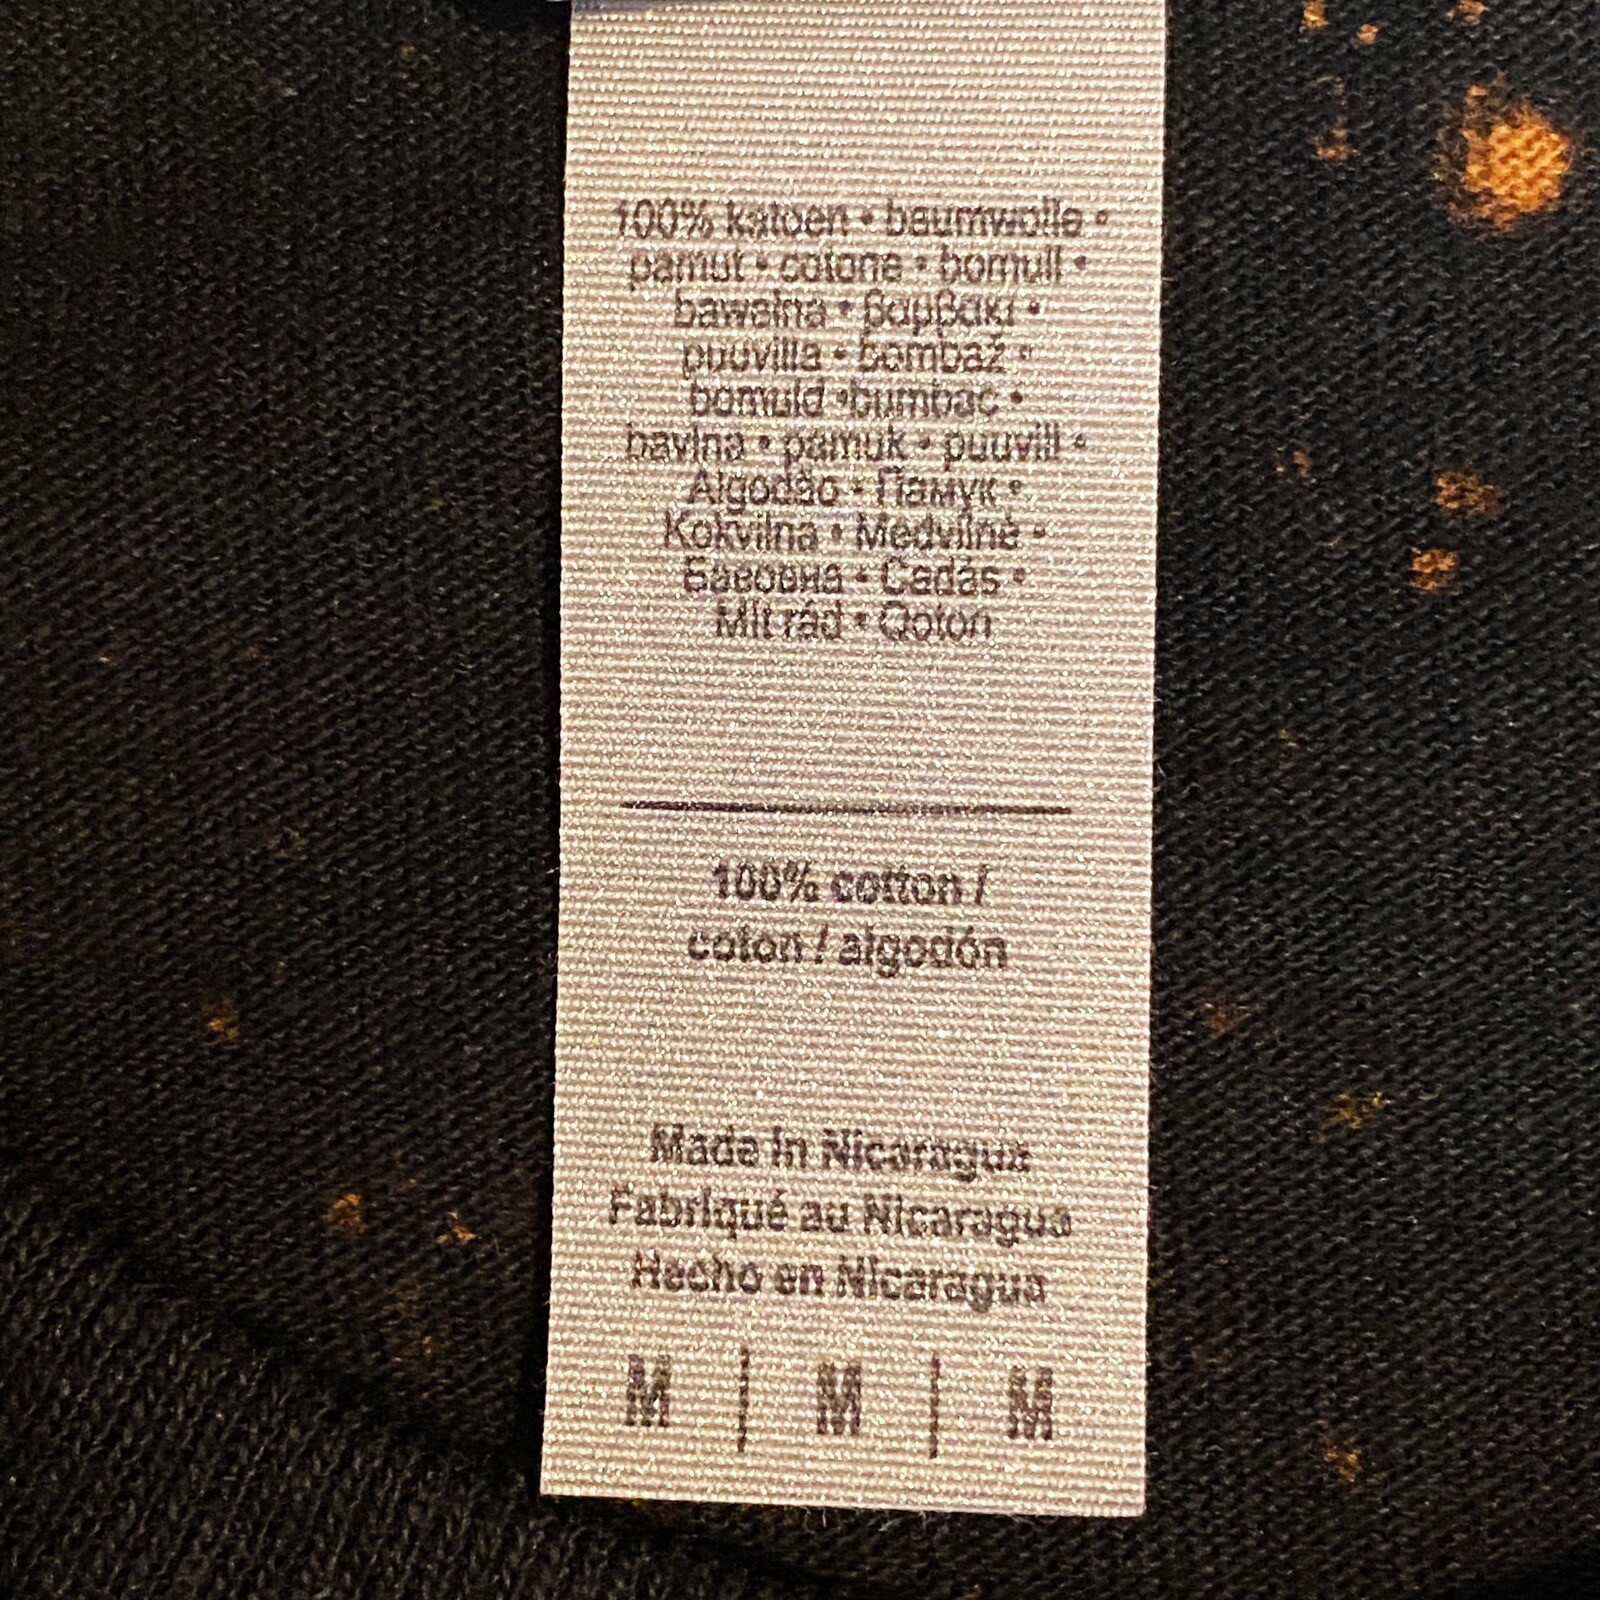 100% katoen • baumwolle •
pamut • cotone • bomull •
bawełna • βαμβάκι •
puuvilla • bombaž •
bomuld •bumbac •
bavlna • pamuk • puuvill •
Algodão • Памук •
Kokvilna • Medvilnė •
Бавовна • Cadás •
Mit rád • Qoton
100% cotton /
coton / algodón
Made in Nicaragua
Fabriqué au Nicaragua
Hecho en Nicaragua
M | M | M